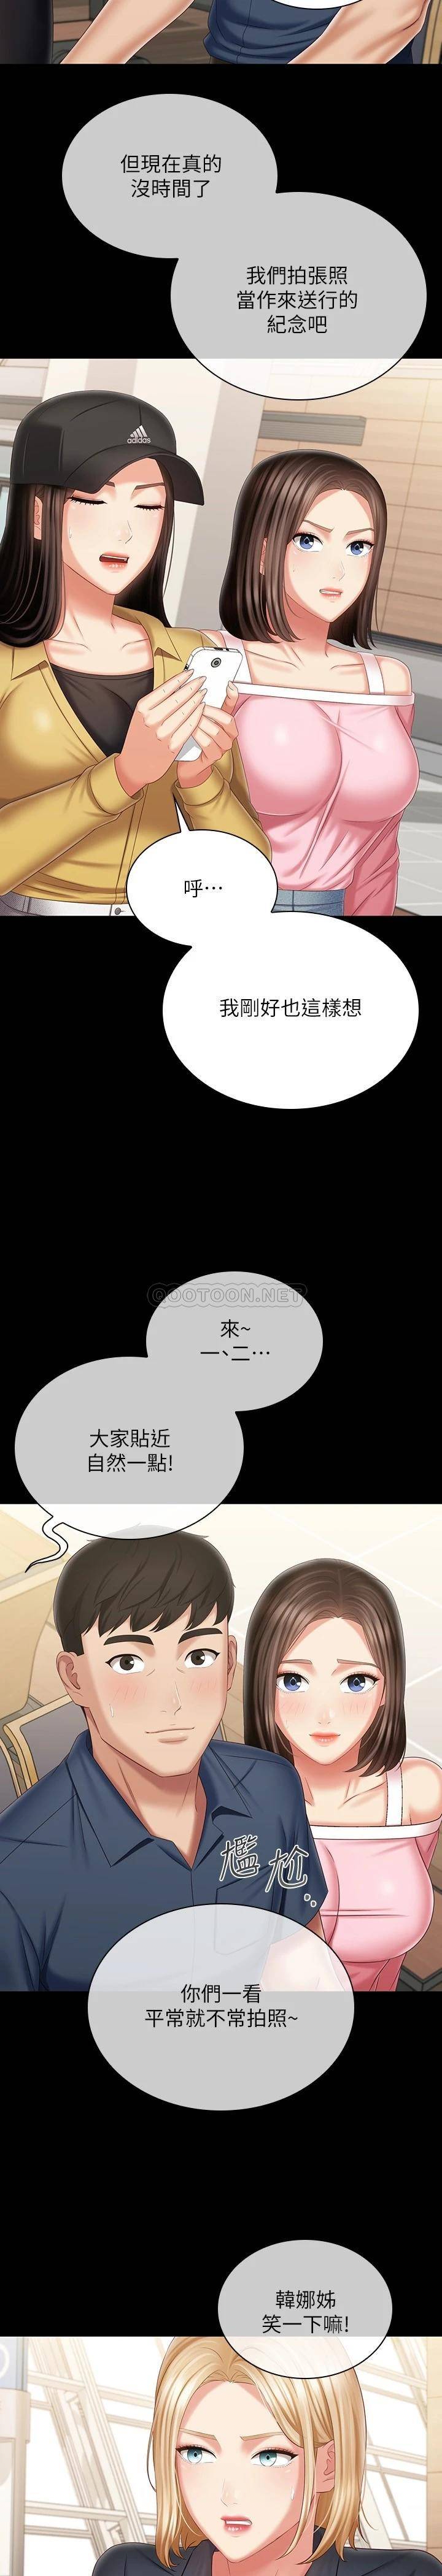 但現在真的
沒時間了
我們拍張照
當作來送行的
紀念吧
adidas
呼…
我剛好也這樣想
QOOTOON.NET
來~
一、二…
大家貼近
自然一點!
尷尬
你們一看
平常就不常拍照~
韓娜姊
笑一下嘛!